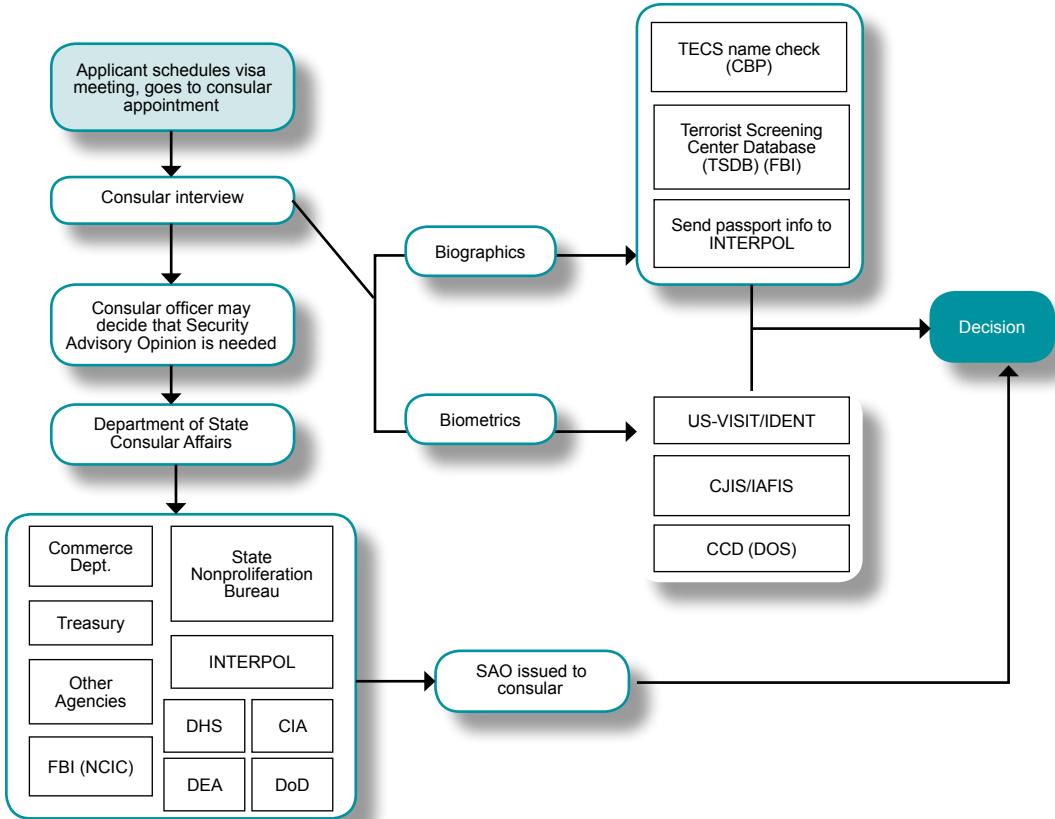 Applicant schedules visa
meeting, goes to consular
appointment
Consular interview
Consular officer may
decide that Security
Advisory Opinion is needed
Department of State
Consular Affairs
Commerce
Dept.
Treasury
Other
Agencies
FBI (NCIC)
State
Nonproliferation
Bureau
INTERPOL
DHS
CIA
DEA
DoD
Biographics
Biometrics
TECS name check
(CBP)
Terrorist Screening
Center Database
(TSDB) (FBI)
Send passport info to
INTERPOL
US-VISIT/IDENT
CJIS/IAFIS
CCD (DOS)
SAO issued to
consular
Decision